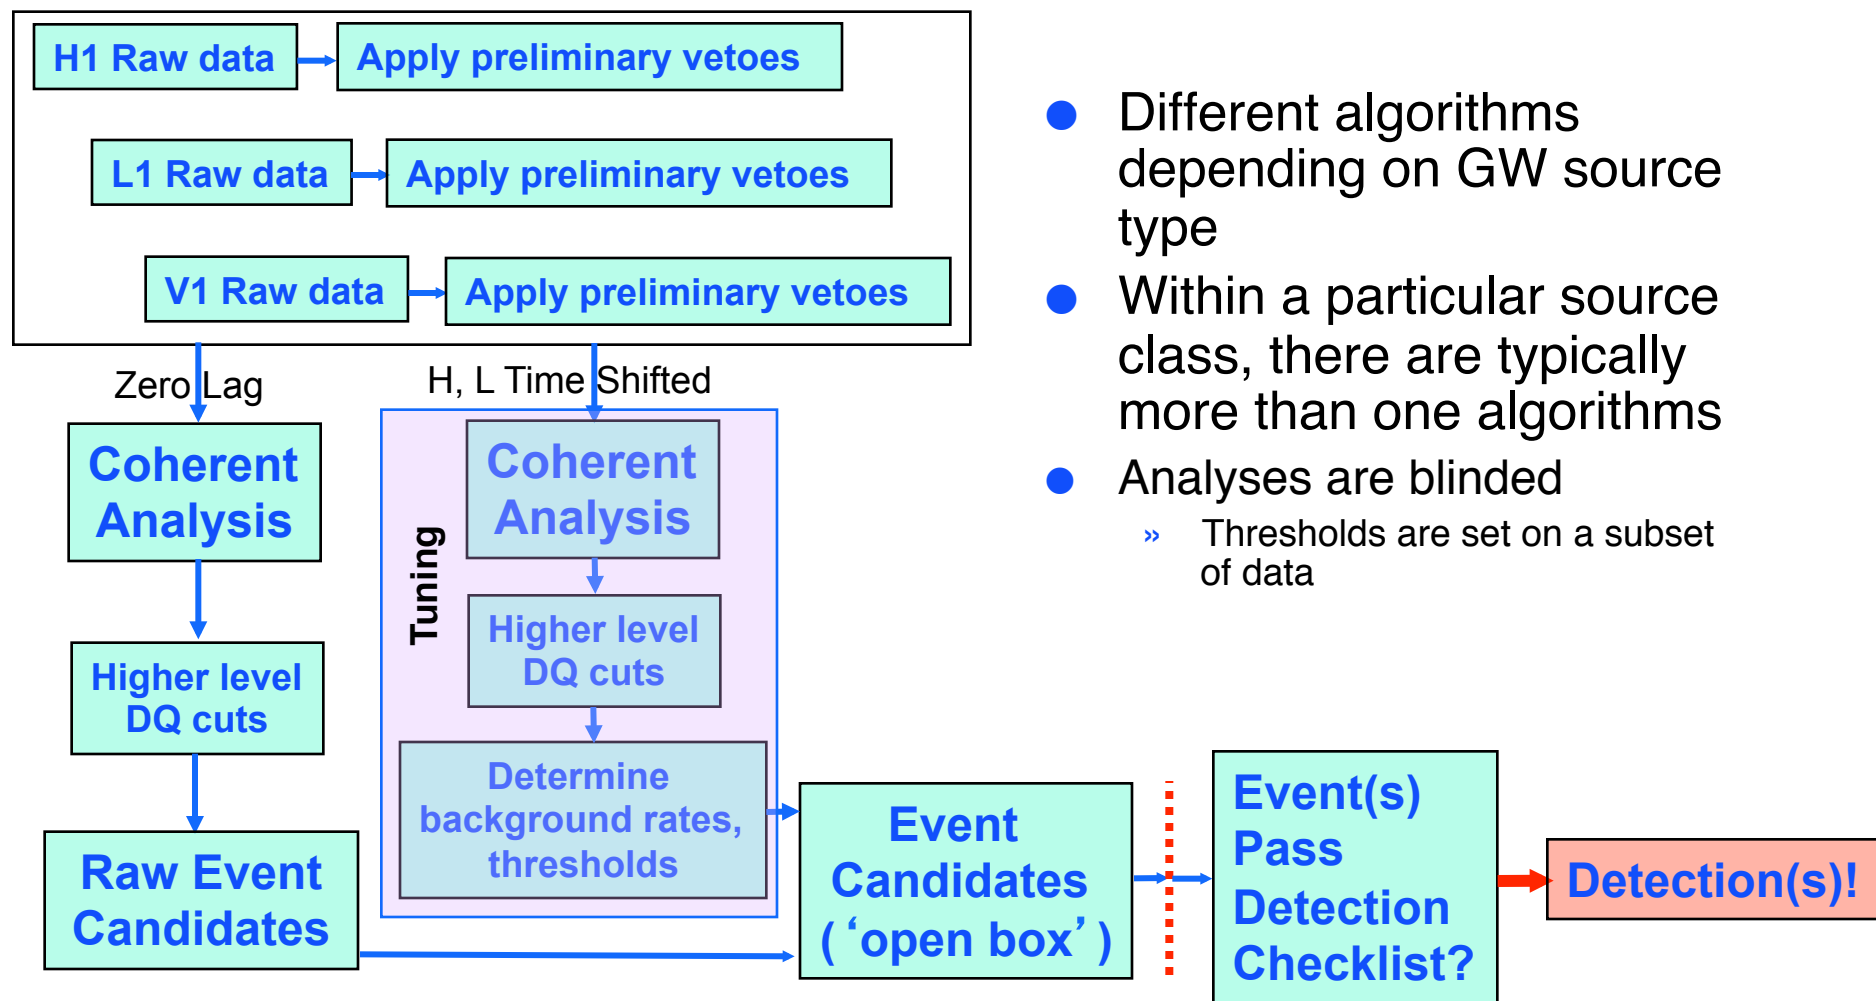 H1 Raw data
Apply preliminary vetoes
L1 Raw data
Apply preliminary vetoes
V1 Raw data
Apply preliminary vetoes
Zero Lag
H, L Time Shifted
Coherent
Analysis
Higher level
DQ cuts
Raw Event
Candidates
Tuning
Coherent
Analysis
Higher level
DQ cuts
Determine
background rates,
thresholds
Event
Candidates
(‘open box’)
Event(s)
Pass
Detection
Checklist?
Detection(s)!
● Different algorithms
depending on GW source
type
● Within a particular source
class, there are typically
more than one algorithms
● Analyses are blinded
» Thresholds are set on a subset
of data